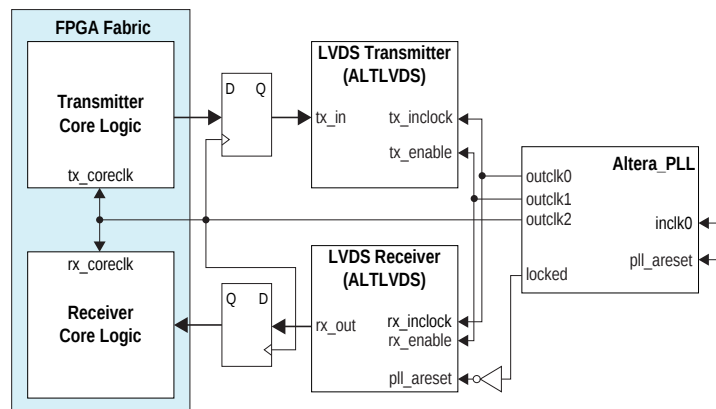 FPGA Fabric
Transmitter
Core Logic
tx_coreclk
D Q
LVDS Transmitter
(ALTLVDS)
tx_in
tx_inclock
tx_enable
Altera_PLL
outclk0
outclk1
outclk2
inclk0
pll_areset
locked
rx_coreclk
Receiver
Core Logic
Q D
LVDS Receiver
(ALTLVDS)
rx_out
rx_inclock
rx_enable
pll_areset